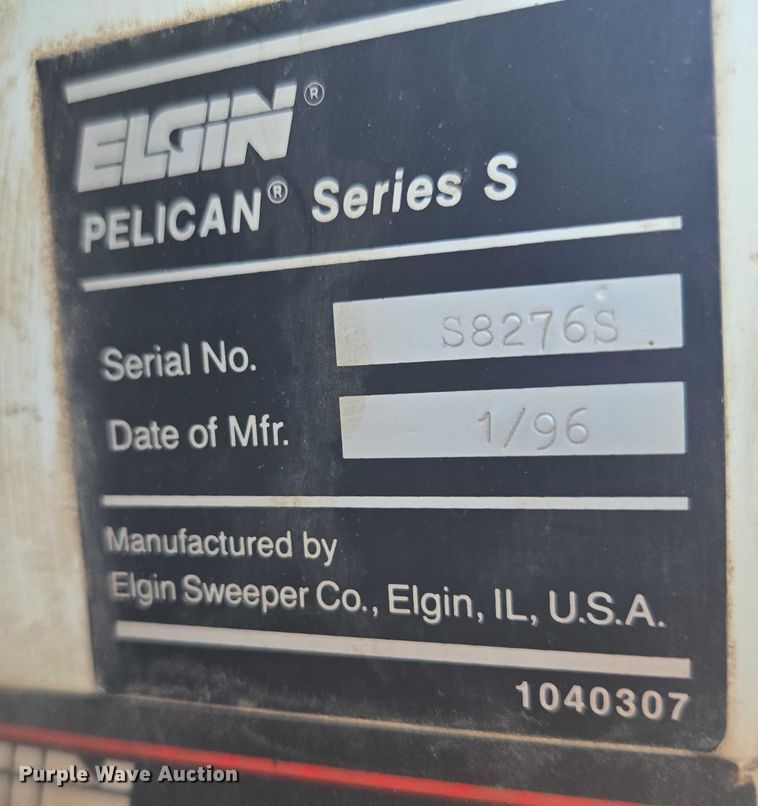 ELGIN®
PELICAN® Series S
Serial No. S8276S
Date of Mfr. 1/96
Manufactured by
Elgin Sweeper Co., Elgin, IL, U.S.A.
1040307
Purple Wave Auction